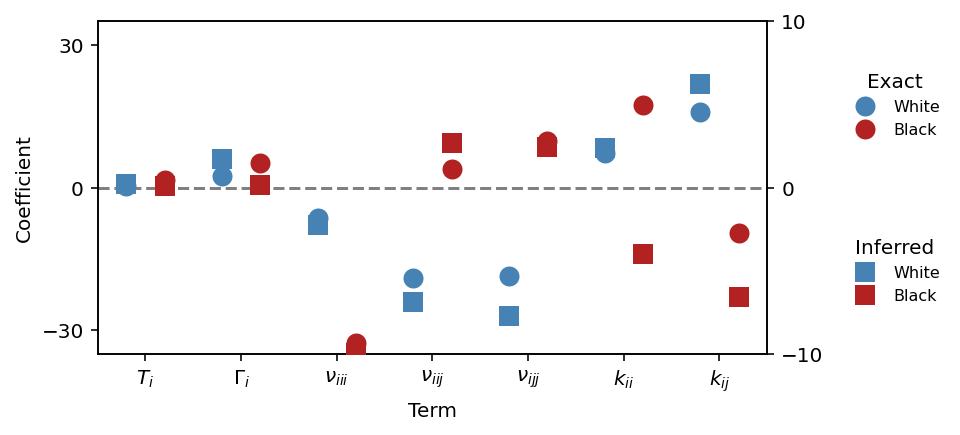 Coefficient
30
0
−30
10
0
−10
T_i
Γ_i
ν_iii
ν_iij
ν_ijj
k_ii
k_ij
Term
Exact
White
Black
Inferred
White
Black